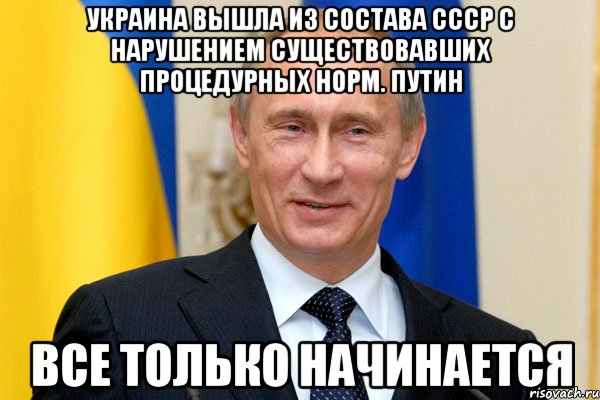 УКРАИНА ВЫШЛА ИЗ СОСТАВА СССР С
НАРУШЕНИЕМ СУЩЕСТВОВАВШИХ
ПРОЦЕДУРНЫХ НОРМ. ПУТИН
ВСЕ ТОЛЬКО НАЧИНАЕТСЯ
risovach.ru